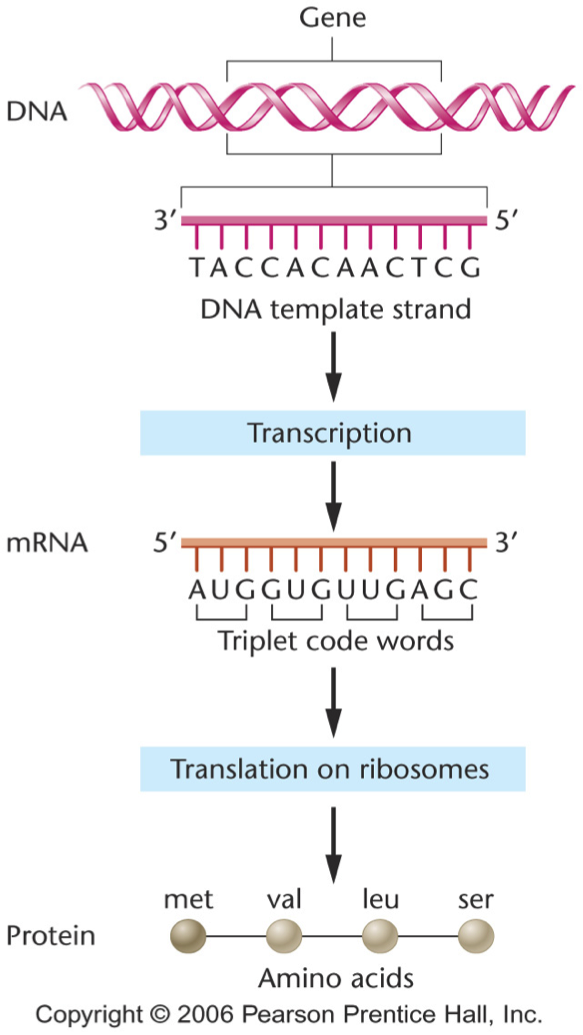 Gene
DNA
3′ 5′
T A C C A C A A C T C G
DNA template strand
Transcription
mRNA 5′ 3′
A U G G U G U U G A G C
Triplet code words
Translation on ribosomes
met val leu ser
Protein
Amino acids
Copyright © 2006 Pearson Prentice Hall, Inc.